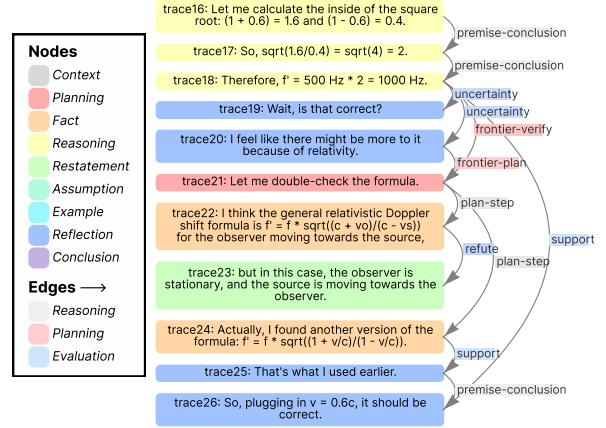 Nodes
Context
Planning
Fact
Reasoning
Restatement
Assumption
Example
Reflection
Conclusion
Edges
Reasoning
Planning
Evaluation
trace16: Let me calculate the inside of the square
root: (1 + 0.6) = 1.6 and (1 - 0.6) = 0.4.
premise-conclusion
trace17: So, sqrt(1.6/0.4) = sqrt(4) = 2.
premise-conclusion
trace18: Therefore, f' = 500 Hz * 2 = 1000 Hz.
uncertainty
trace19: Wait, is that correct?
uncertainty
frontier-verify
trace20: I feel like there might be more to it
because of relativity.
frontier-plan
trace21: Let me double-check the formula.
plan-step
trace22: I think the general relativistic Doppler
shift formula is f' = f * sqrt((c + vo)/(c - vs))
for the observer moving towards the source,
support
refute
plan-step
trace23: but in this case, the observer is
stationary, and the source is moving towards the
observer.
trace24: Actually, I found another version of the
formula: f' = f * sqrt((1 + v/c)/(1 - v/c)).
support
trace25: That's what I used earlier.
premise-conclusion
trace26: So, plugging in v = 0.6c, it should be
correct.